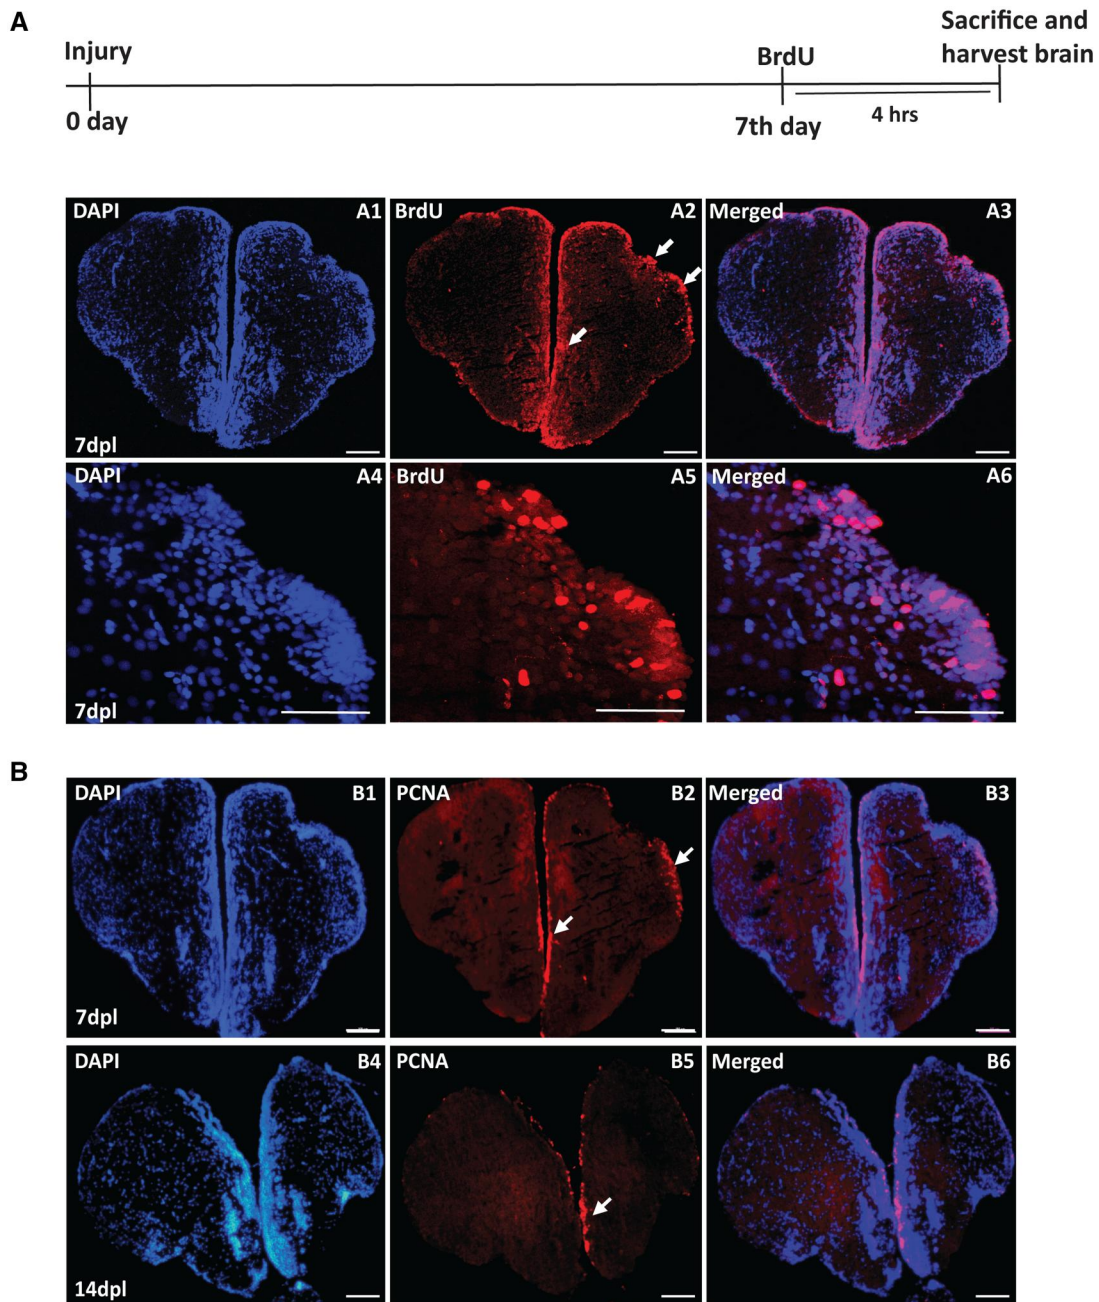 A
Injury
0 day
BrdU
7th day
4 hrs
Sacrifice and
harvest brain
DAPI A1
7dpl
BrdU A2
Merged A3
DAPI A4
7dpl
BrdU A5
Merged A6
B
DAPI B1
7dpl
PCNA B2
Merged B3
DAPI B4
14dpl
PCNA B5
Merged B6